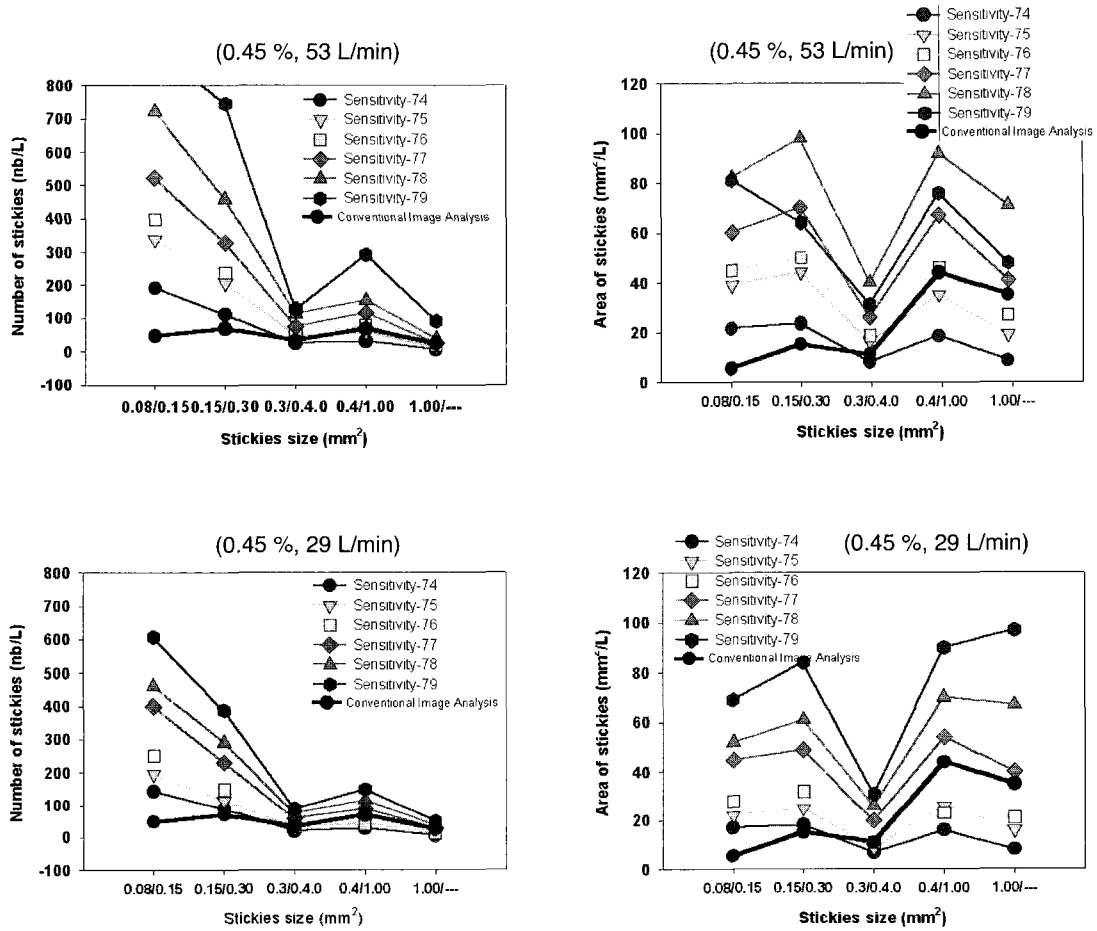 (0.45 %, 53 L/min)
800
700
600
500
400
300
200
100
0
-100
Number of stickies (nb/L)
Sensitivity-74
Sensitivity-75
Sensitivity-76
Sensitivity-77
Sensitivity-78
Sensitivity-79
Conventional Image Analysis
0.08/0.15 0.15/0.30 0.3/0.4.0 0.4/1.00 1.00/---
Stickies size (mm²)
(0.45 %, 53 L/min)
Sensitivity-74
Sensitivity-75
Sensitivity-76
Sensitivity-77
Sensitivity-78
Sensitivity-79
Conventional Image Analysis
120
100
80
60
40
20
0
Area of stickies (mm²/L)
0.08/0.15 0.15/0.30 0.3/0.4.0 0.4/1.00 1.00/---
Stickies size (mm²)
(0.45 %, 29 L/min)
800
700
600
500
400
300
200
100
0
-100
Number of stickies (nb/L)
Sensitivity-74
Sensitivity-75
Sensitivity-76
Sensitivity-77
Sensitivity-78
Sensitivity-79
Conventional Image Analysis
0.08/0.15 0.15/0.30 0.3/0.4.0 0.4/1.00 1.00/---
Stickies size (mm²)
(0.45 %, 29 L/min)
Sensitivity-74
Sensitivity-75
Sensitivity-76
Sensitivity-77
Sensitivity-78
Sensitivity-79
Conventional Image Analysis
120
100
80
60
40
20
0
Area of stickies (mm²/L)
0.08/0.15 0.15/0.30 0.3/0.4.0 0.4/1.00 1.00/---
Stickies size (mm²)